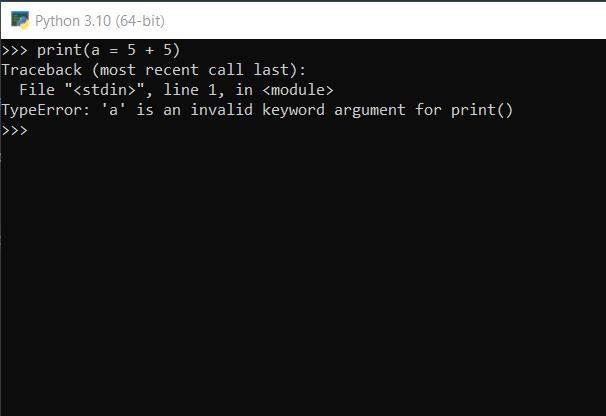 Python 3.10 (64-bit)
>>> print(a = 5 + 5)
Traceback (most recent call last):
  File "<stdin>", line 1, in <module>
TypeError: 'a' is an invalid keyword argument for print()
>>>